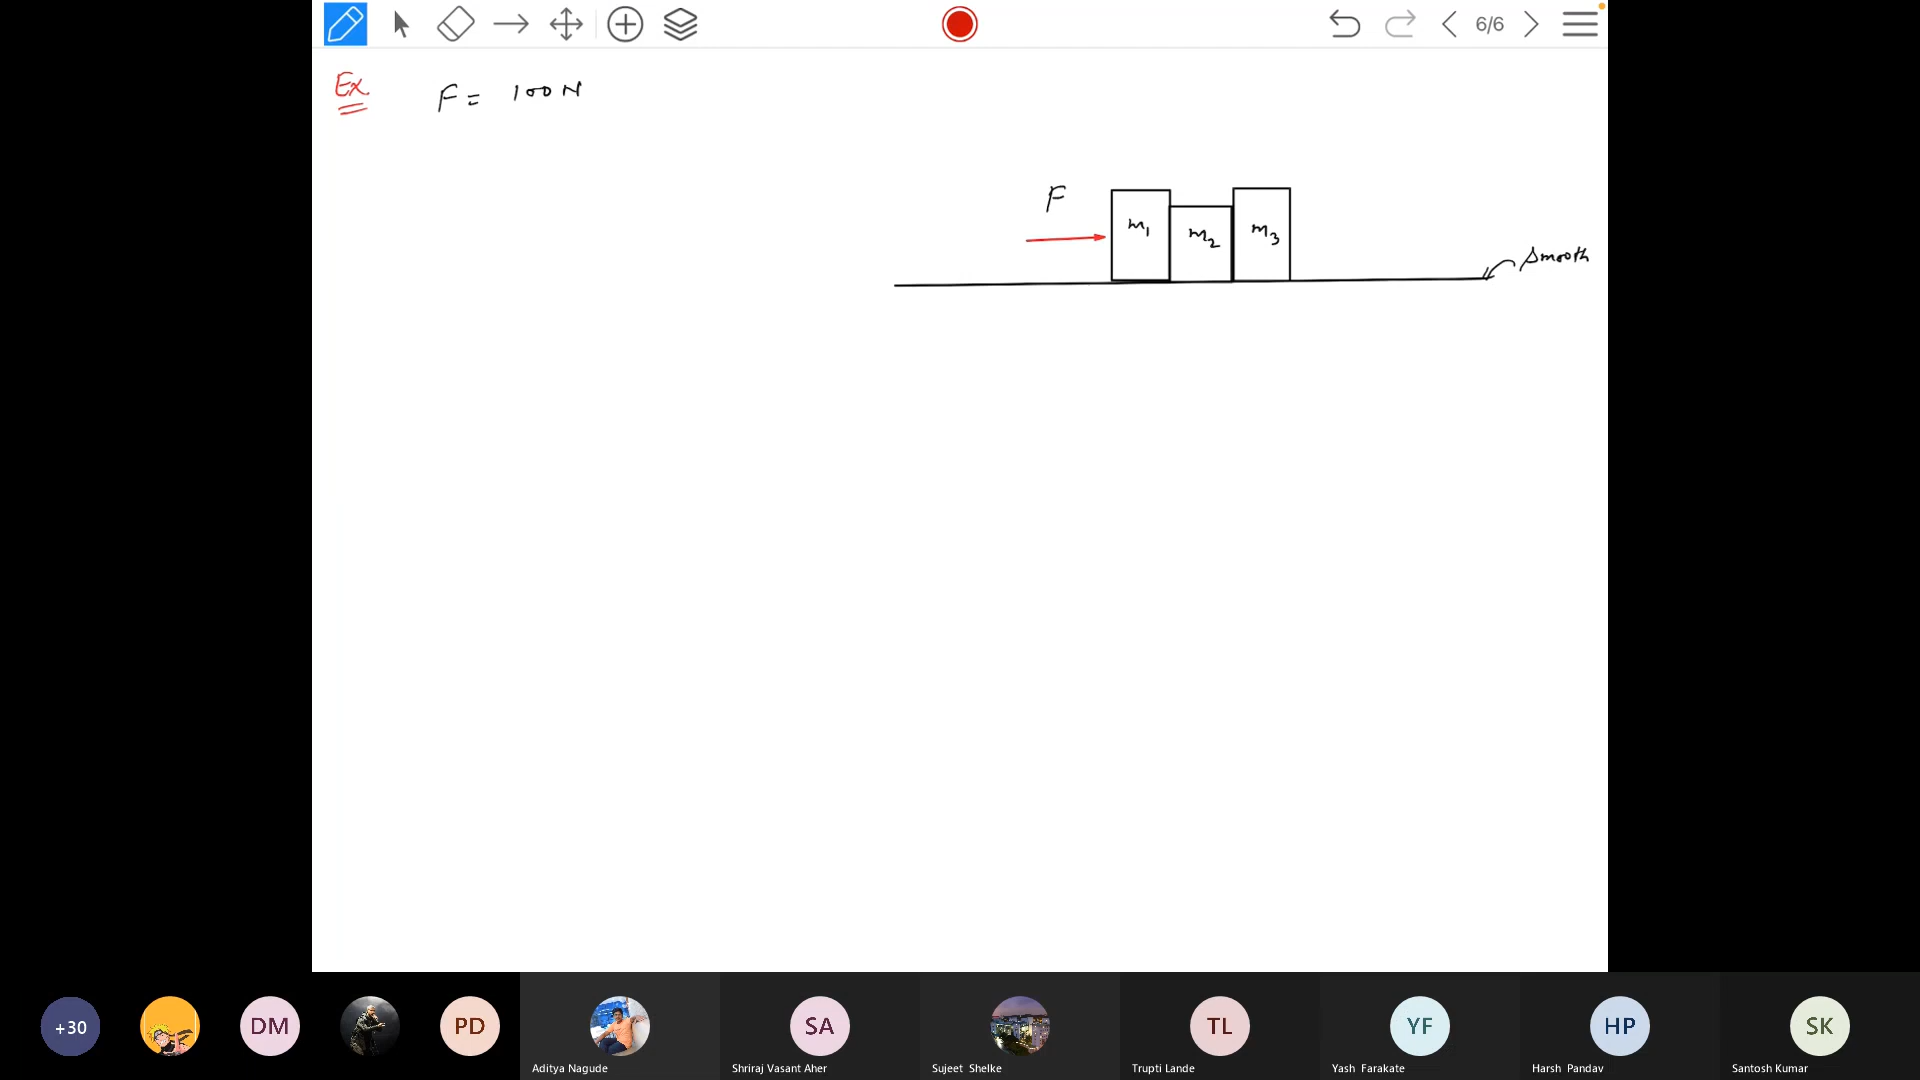 6/6
Ex
F = 100 N
F
m1 m2 m3
smooth
+30 DM PD SA TL YF HP SK
Aditya Nagude Shriraj Vasant Aher Sujeet Shelke Trupti Lande Yash Farakate Harsh Pandav Santosh Kumar